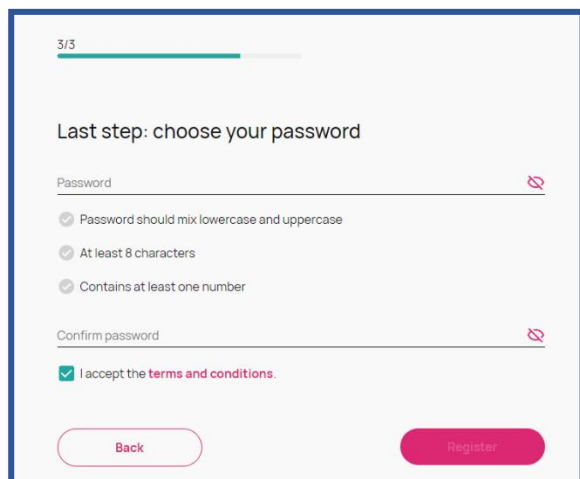 3/3
Last step: choose your password
Password
Password should mix lowercase and uppercase
At least 8 characters
Contains at least one number
Confirm password
I accept the terms and conditions.
Back
Register